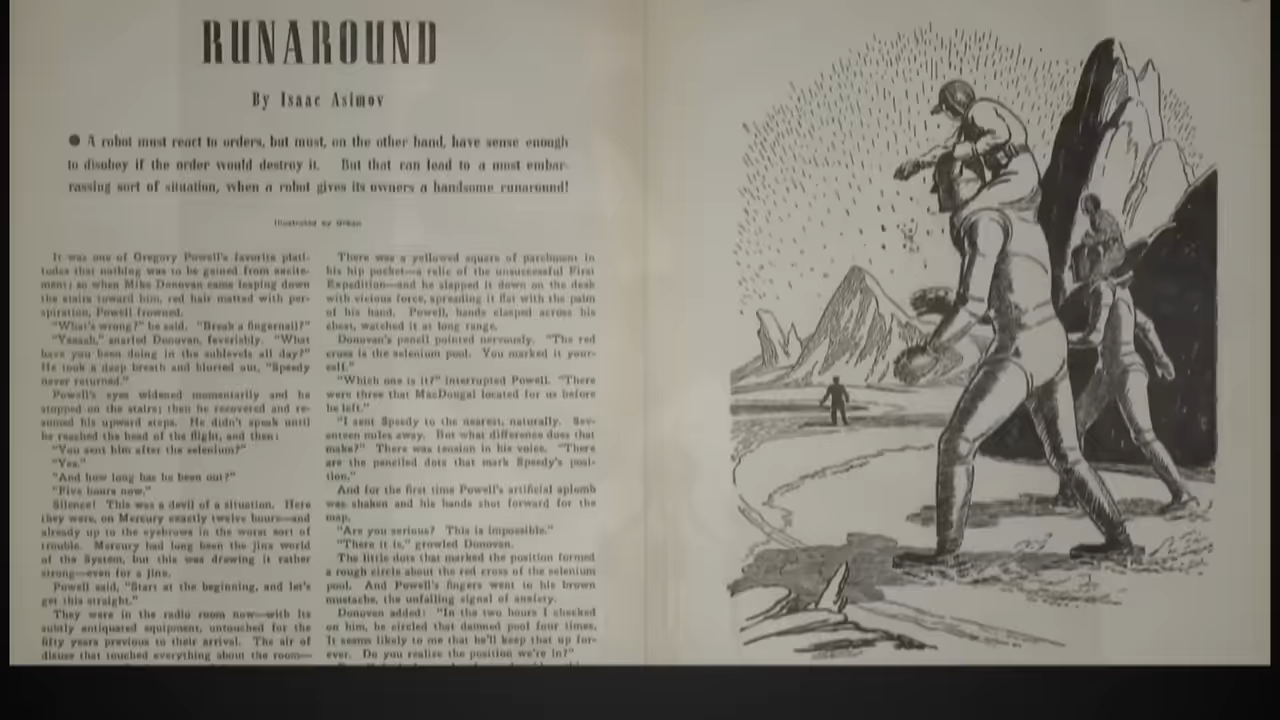 RUNAROUND
By Isaac Asimov
● A robot must react to orders, but must, on the other hand, have sense enough
to disobey if the order would destroy it. But that can lead to a most embar-
rassing sort of situation, when a robot gives its owners a handsome runaround!
Illustrated by Orban
It was one of Gregory Powell's favorite plati-
tudes that nothing was to be gained from excite-
ment; so when Mike Donovan came leaping down
the stairs toward him, red hair matted with per-
spiration, Powell frowned.
"What's wrong?" he said. "Break a fingernail?"
"Yaaaah," snarled Donovan, feverishly. "What
have you been doing in the sublevels all day?"
He took a deep breath and blurted out, "Speedy
never returned."
Powell's eyes widened momentarily and he
stopped on the stairs; then he recovered and re-
sumed his upward steps. He didn't speak until
he reached the head of the flight, and then:
"You sent him after the selenium?"
"Yes."
"And how long has he been out?"
"Five hours now."
Silence! This was a devil of a situation. Here
they were, on Mercury exactly twelve hours—and
already up to the eyebrows in the worst sort of
trouble. Mercury had long been the jinx world
of the System, but this was drawing it rather
strong—even for a jinx.
Powell said, "Start at the beginning, and let's
get this straight."
They were in the radio room now—with its
subtly antiquated equipment, untouched for the
fifty years previous to their arrival. The air of
disuse that touched everything about the room—
There was a yellowed square of parchment in
his hip pocket—a relic of the unsuccessful First
Expedition—and he slapped it down on the desk
with vicious force, spreading it flat with the palm
of his hand. Powell, hands clasped across his
chest, watched it at long range.
Donovan's pencil pointed nervously. "The red
cross is the selenium pool. You marked it your-
self."
"Which one is it?" interrupted Powell. "There
were three that MacDougal located for us before
he left."
"I sent Speedy to the nearest, naturally. Sev-
enteen miles away. But what difference does that
make?" There was tension in his voice. "There
are the penciled dots that mark Speedy's posi-
tion."
And for the first time Powell's artificial aplomb
was shaken and his hands shot forward for the
map.
"Are you serious? This is impossible."
"There it is," growled Donovan.
The little dots that marked the position formed
a rough circle about the red cross of the selenium
pool. And Powell's fingers went to his brown
mustache, the unfailing signal of anxiety.
Donovan added: "In the two hours I checked
on him, he circled that damned pool four times.
It seems likely to me that he'll keep that up for-
ever. Do you realize the position we're in?"